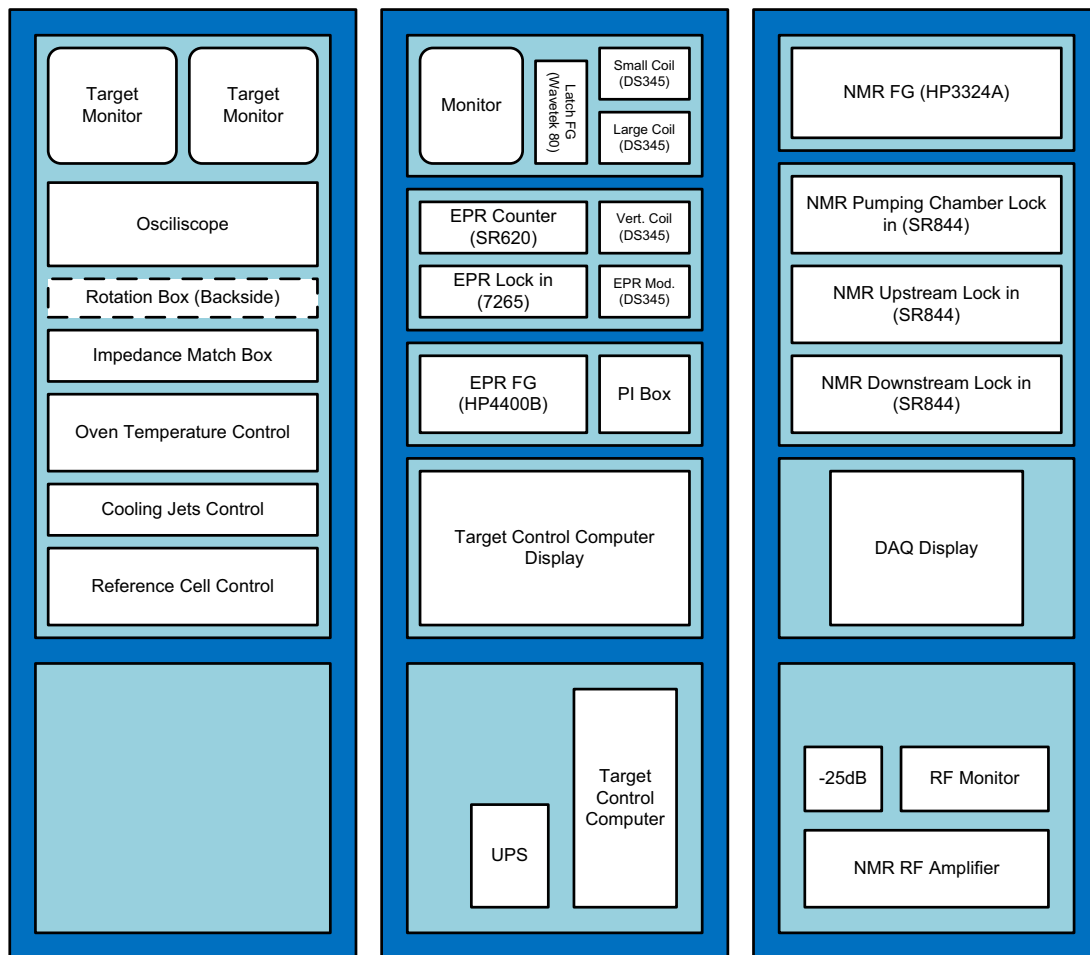 Target
Monitor
Target
Monitor
Osciliscope
Rotation Box (Backside)
Impedance Match Box
Oven Temperature Control
Cooling Jets Control
Reference Cell Control
Monitor
Latch FG
(Wavetek 80)
Small Coil
(DS345)
Large Coil
(DS345)
EPR Counter
(SR620)
Vert. Coil
(DS345)
EPR Lock in
(7265)
EPR Mod.
(DS345)
EPR FG
(HP4400B)
PI Box
Target Control Computer
Display
UPS
Target
Control
Computer
NMR FG (HP3324A)
NMR Pumping Chamber Lock
in (SR844)
NMR Upstream Lock in
(SR844)
NMR Downstream Lock in
(SR844)
DAQ Display
-25dB
RF Monitor
NMR RF Amplifier